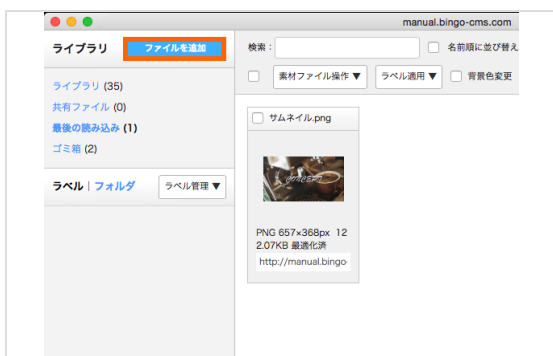 manual.bingo-cms.com
ライブラリ
ファイルを追加
ライブラリ (35)
共有ファイル (0)
最後の読み込み (1)
ゴミ箱 (2)
ラベル | フォルダ
ラベル管理 ▼
検索：
名前順に並び替え
素材ファイル操作 ▼
ラベル適用 ▼
背景色変更
サムネイル.png
CONCEPT
PNG 657×368px 12
2.07KB 最適化済
http://manual.bingo-